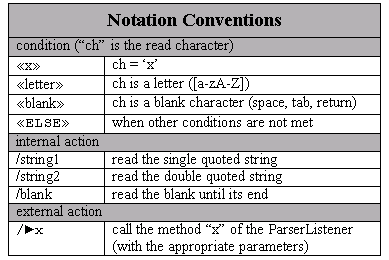 Notation Conventions
condition (“ch” is the read character)
«x» ch = ‘x’
«letter» ch is a letter ([a-zA-Z])
«blank» ch is a blank character (space, tab, return)
«ELSE» when other conditions are not met
internal action
/string1 read the single quoted string
/string2 read the double quoted string
/blank read the blank until its end
external action
/►x call the method “x” of the ParserListener
(with the appropriate parameters)